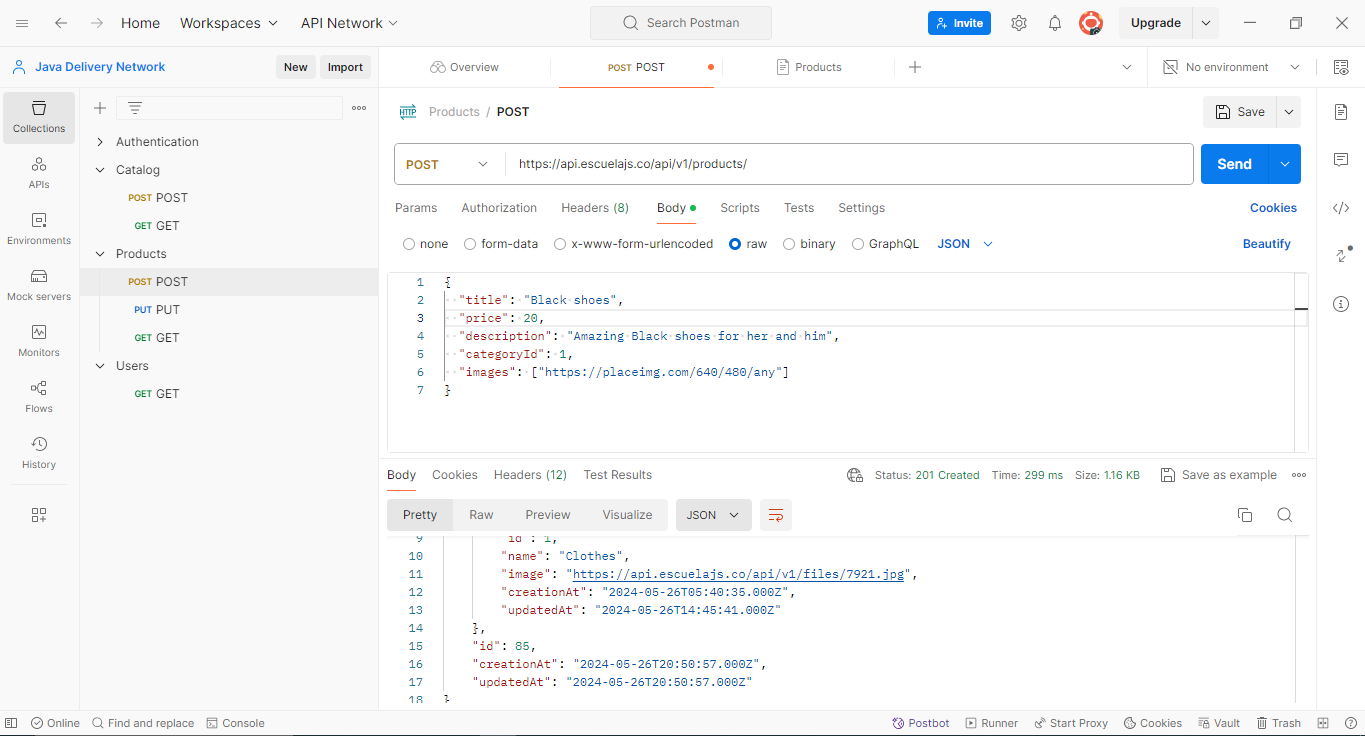 Home Workspaces API Network Search Postman Invite Upgrade
Java Delivery Network New Import Overview POST POST Products No environment
Collections
APIs
Environments
Mock servers
Monitors
Flows
History
Authentication
Catalog
POST POST
GET GET
Products
POST POST
PUT PUT
GET GET
Users
GET GET
HTTP Products / POST Save
POST https://api.escuelajs.co/api/v1/products/ Send
Params Authorization Headers (8) Body Scripts Tests Settings Cookies
none form-data x-www-form-urlencoded raw binary GraphQL JSON Beautify
1 {
2 "title": "Black shoes",
3 "price": 20,
4 "description": "Amazing Black shoes for her and him",
5 "categoryId": 1,
6 "images": ["https://placeimg.com/640/480/any"]
7 }
Body Cookies Headers (12) Test Results Status: 201 Created Time: 299 ms Size: 1.16 KB Save as example
Pretty Raw Preview Visualize JSON
9 "id": 1,
10 "name": "Clothes",
11 "image": "https://api.escuelajs.co/api/v1/files/7921.jpg",
12 "creationAt": "2024-05-26T05:40:35.000Z",
13 "updatedAt": "2024-05-26T14:45:41.000Z"
14 },
15 "id": 85,
16 "creationAt": "2024-05-26T20:50:57.000Z",
17 "updatedAt": "2024-05-26T20:50:57.000Z"
18 }
Online Find and replace Console Postbot Runner Start Proxy Cookies Vault Trash